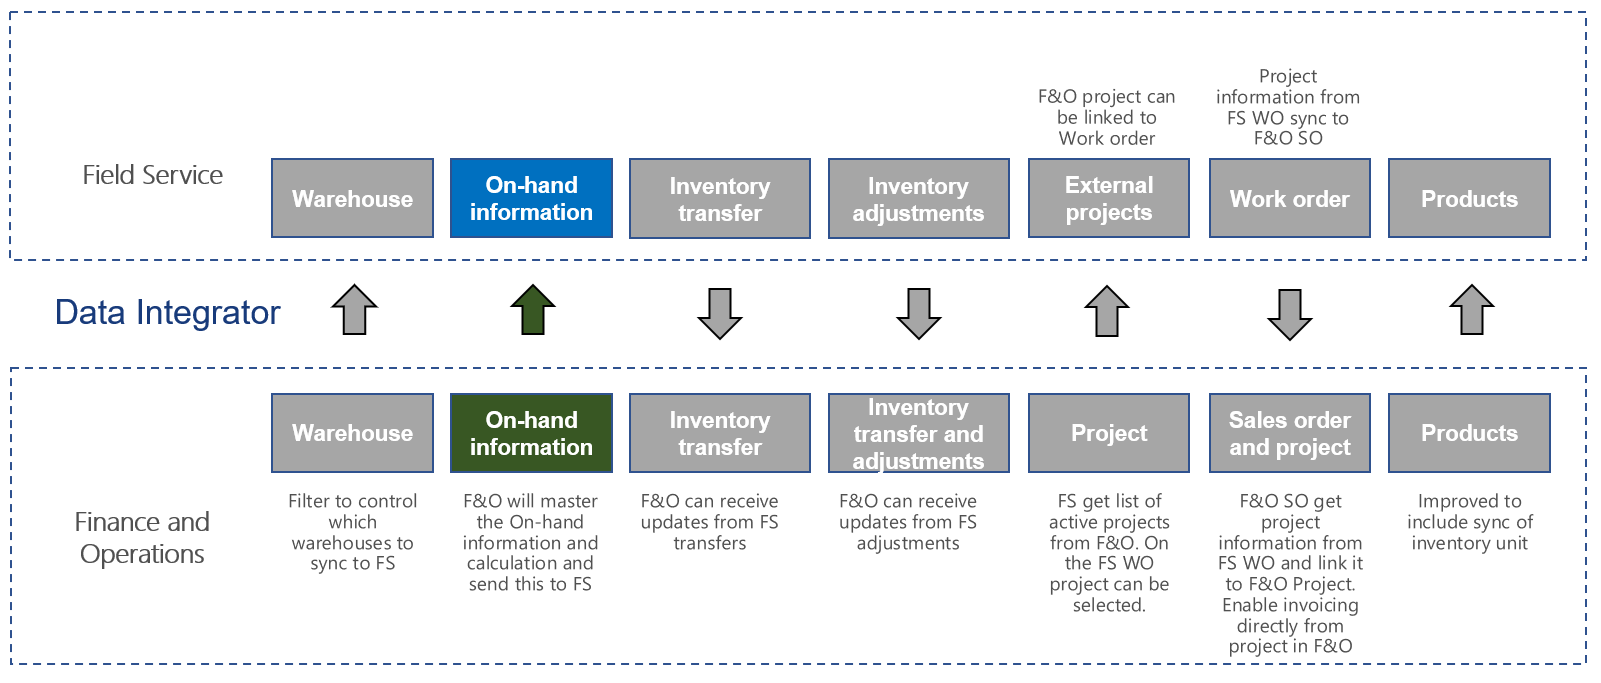 F&O project can
be linked to
Work order
Project
information from
FS WO sync to
F&O SO
Field Service
Warehouse
On-hand
information
Inventory
transfer
Inventory
adjustments
External
projects
Work order
Products
Data Integrator
Finance and
Operations
Warehouse
On-hand
information
Inventory
transfer
Inventory
transfer and
adjustments
Project
Sales order
and project
Products
Filter to control
which
warehouses to
sync to FS
F&O will master
the On-hand
information and
calculation and
send this to FS
F&O can receive
updates from FS
transfers
F&O can receive
updates from FS
adjustments
FS get list of
active projects
from F&O. On
the FS WO
project can be
selected.
F&O SO get
project
information from
FS WO and link it
to F&O Project.
Enable invoicing
directly from
project in F&O
Improved to
include sync of
inventory unit